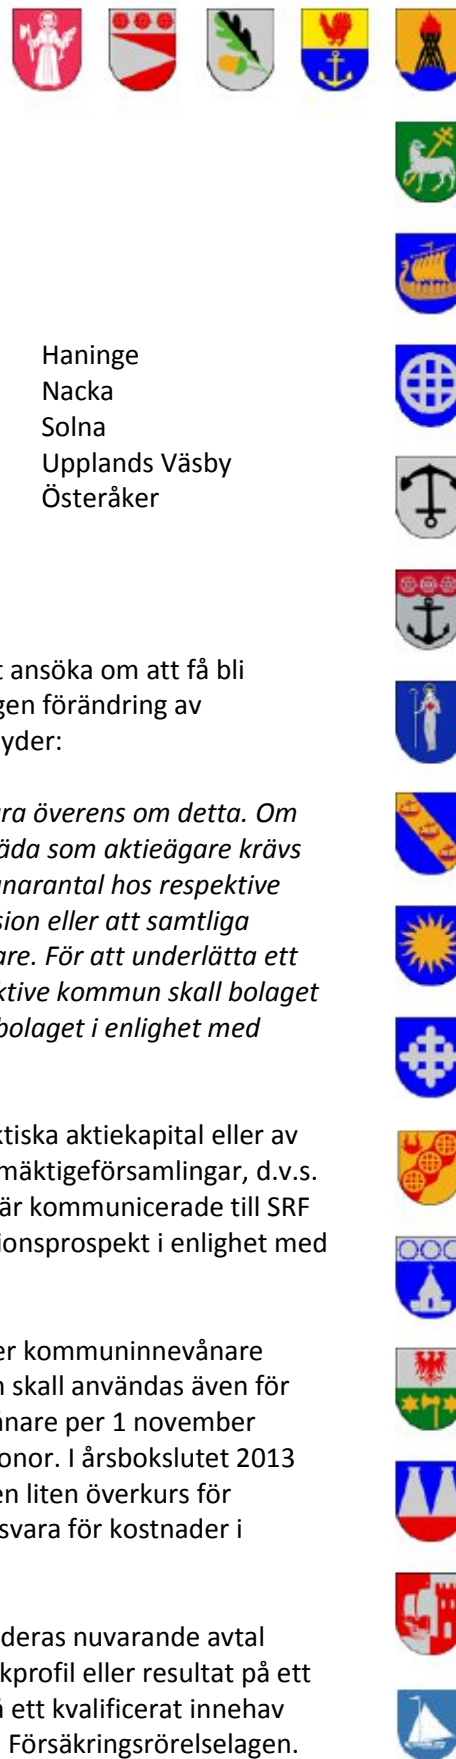 Haninge
Nacka
Solna
Upplands Väsby
Österåker
t ansöka om att få bli
gen förändring av
yder:
ara överens om detta. Om
äda som aktieägare krävs
narantal hos respektive
sion eller att samtliga
are. För att underlätta ett
ktive kommun skall bolaget
bolaget i enlighet med
ktiska aktiekapital eller av
mäktigeförsamlingar, d.v.s.
är kommunicerade till SRF
ionsprospekt i enlighet med
er kommuninnevånare
n skall användas även för
ånare per 1 november
onor. I årsbokslutet 2013
en liten överkurs för
svara för kostnader i
deras nuvarande avtal
kprofil eller resultat på ett
å ett kvalificerat innehav
Försäkringsrörelselagen.